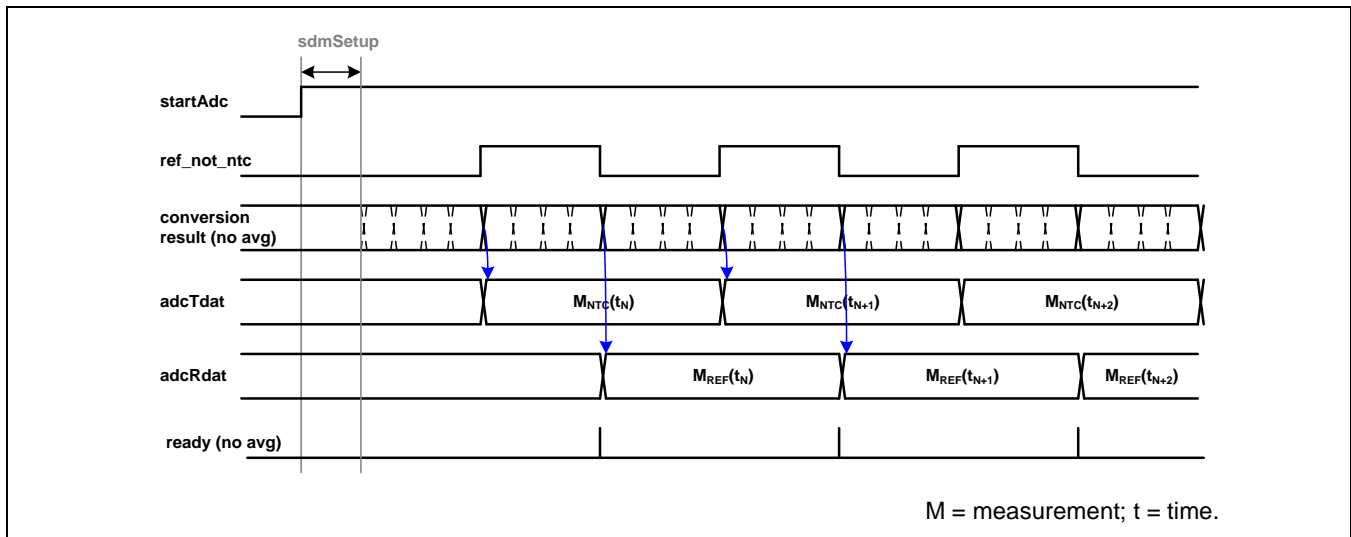 sdmSetup
startAdc
ref_not_ntc
conversion
result (no avg)
adcTdat
M_NTC(t_N)
M_NTC(t_N+1)
M_NTC(t_N+2)
adcRdat
M_REF(t_N)
M_REF(t_N+1)
M_REF(t_N+2)
ready (no avg)
M = measurement; t = time.